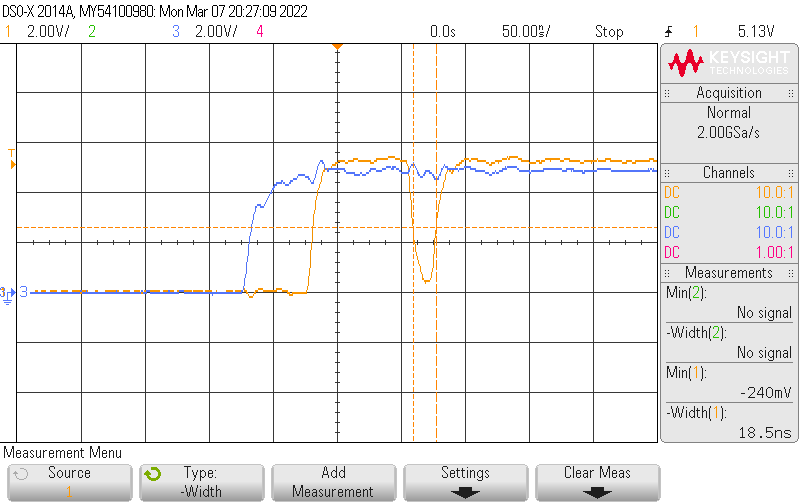 DSO-X 2014A, MY54100980: Mon Mar 07 20:27:09 2022
1 2.00V/ 2 3 2.00V/ 4 0.0s 50.00ns/ Stop 1 5.13V
KEYSIGHT
TECHNOLOGIES
Acquisition
Normal
2.00GSa/s
Channels
DC 10.0:1
DC 10.0:1
DC 10.0:1
DC 1.00:1
Measurements
Min(2):
No signal
-Width(2):
No signal
Min(1):
-240mV
-Width(1):
18.5ns
T
3 3
Measurement Menu
Source
1
Type:
-Width
Add
Measurement
Settings
Clear Meas